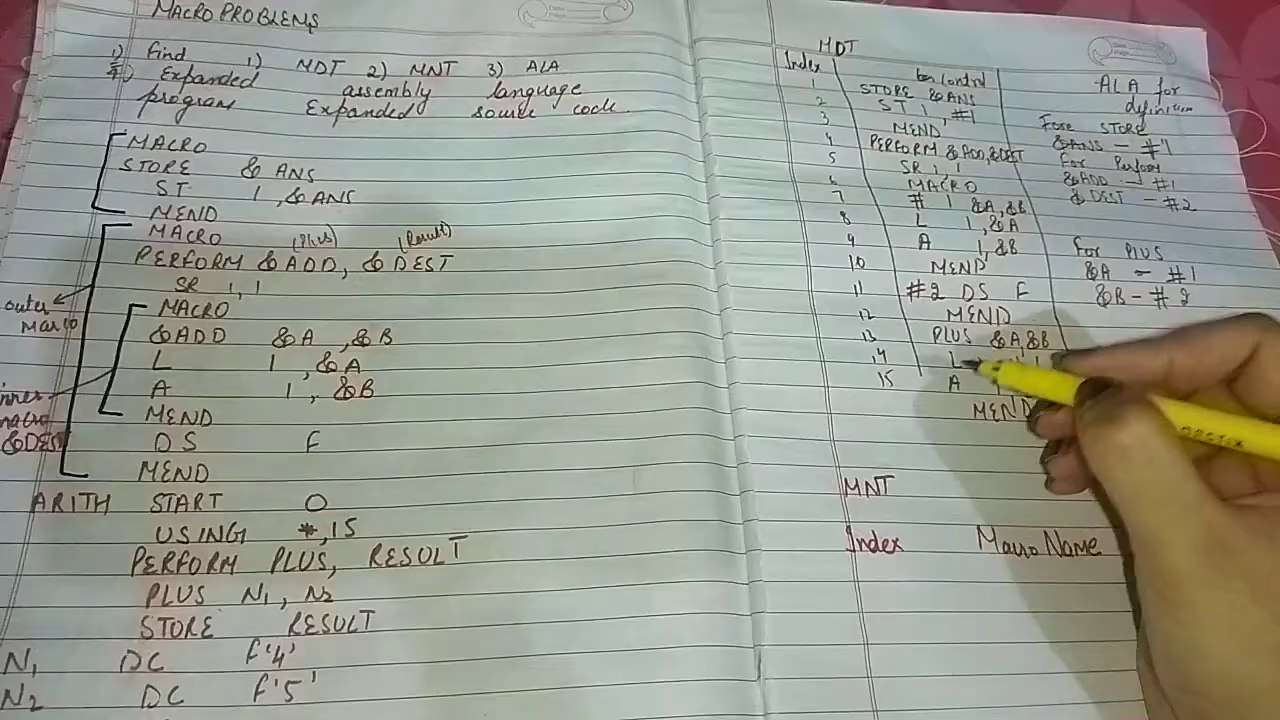 MACRO PROBLEMS
1) Find 1) MDT 2) MNT 3) ALA
Expanded assembly language
program Expanded source code
MACRO
STORE &ANS
ST 1, &ANS
MEND
MACRO (Plus) (Result)
PERFORM &ADD, &DEST
SR 1, 1
outer
MACRO
&ADD &A, &B
L 1, &A
A 1, &B
inner
macro
MEND
&DEST
DS F
MEND
ARITH START 0
USING *,15
PERFORM PLUS, RESULT
PLUS N1, N2
STORE RESULT
N1 DC F'4'
N2 DC F'5'
MDT
Index
1 STORE &ANS
2 ST 1, #1
3 MEND
4 PERFORM &ADD,&DEST
5 SR 1, 1
6 MACRO
7 # 1 &A,&B
8 L 1,&A
9 A 1,&B
10 MEND
11 #2 DS F
12 MEND
13 PLUS &A,&B
14 L
15 A
MEND
ALA for
definition
STORE
&ANS - #1
For Perform
&ADD - #1
&DEST - #2
For PLUS
&A - #1
&B - #2
MNT
Index Macro Name